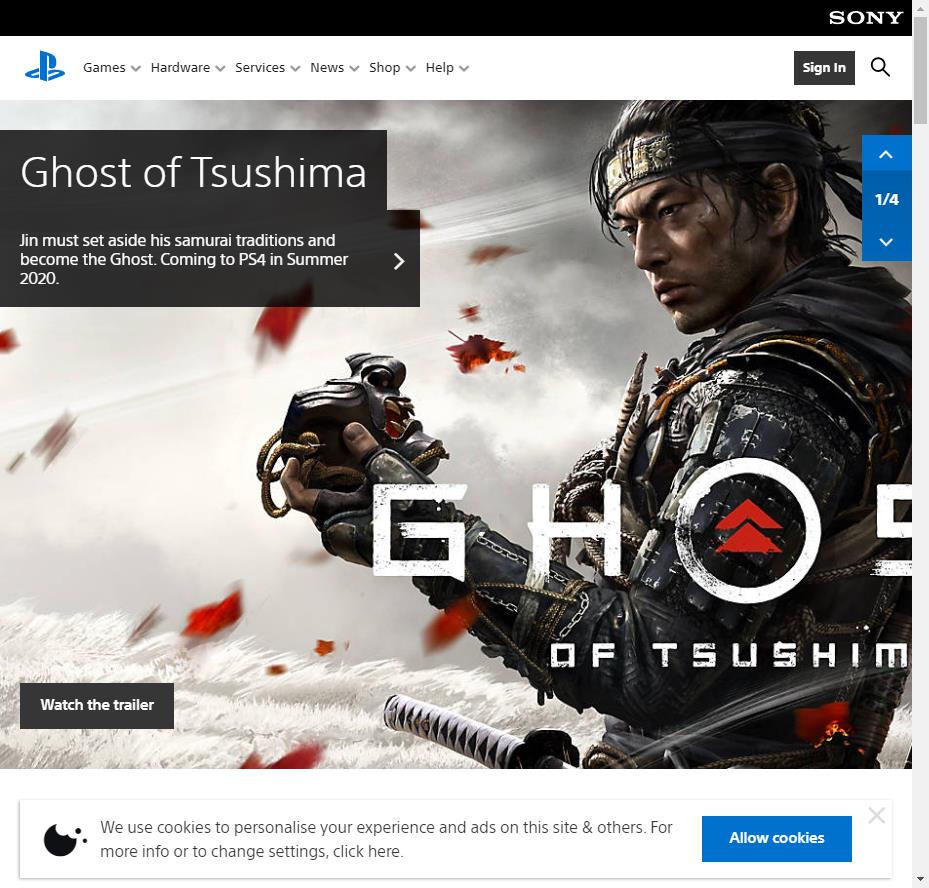 SONY
Games Hardware Services News Shop Help Sign In
Ghost of Tsushima
1/4
Jin must set aside his samurai traditions and
become the Ghost. Coming to PS4 in Summer
2020.
GHOS
OF TSUSHIM
Watch the trailer
We use cookies to personalise your experience and ads on this site & others. For
more info or to change settings, click here.
Allow cookies